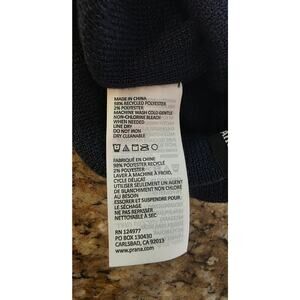 MADE IN CHINA
98% RECYCLED POLYESTER
2% POLYESTER
MACHINE WASH COLD GENTLE
NON-CHLORINE BLEACH
WHEN NEEDED
LINE DRY
DO NOT IRON
DRY CLEANABLE
FABRIQUÉ EN CHINE
98% POLYESTER RECYCLÉ
2% POLYESTER
LAVER À MACHINE À FROID,
CYCLE DÉLICAT
UTILISER SEULEMENT UN AGENT
DE BLANCHIMENT NON CHLORÉ
AU BESOIN
ESSORER ET SUSPENDRE POUR
LE SÉCHAGE
NE PAS REPASSER
NETTOYABLE À SEC
RN 124977
PO BOX 130430
CARLSBAD, CA 92013
www.prana.com